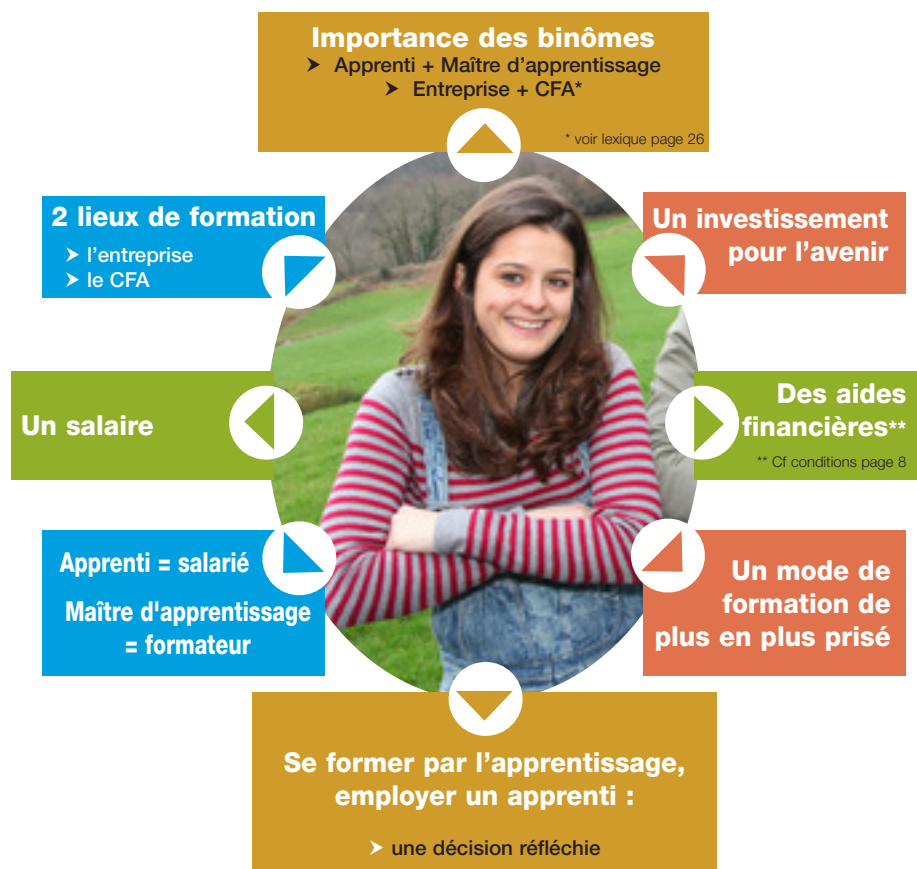 Importance des binômes
➤ Apprenti + Maître d'apprentissage
➤ Entreprise + CFA*
* voir lexique page 26
2 lieux de formation
➤ l'entreprise
➤ le CFA
Un investissement
pour l'avenir
Un salaire
Des aides
financières**
** Cf conditions page 8
Apprenti = salarié
Maître d'apprentissage
= formateur
Un mode de
formation de
plus en plus prisé
Se former par l'apprentissage,
employer un apprenti :
➤ une décision réfléchie